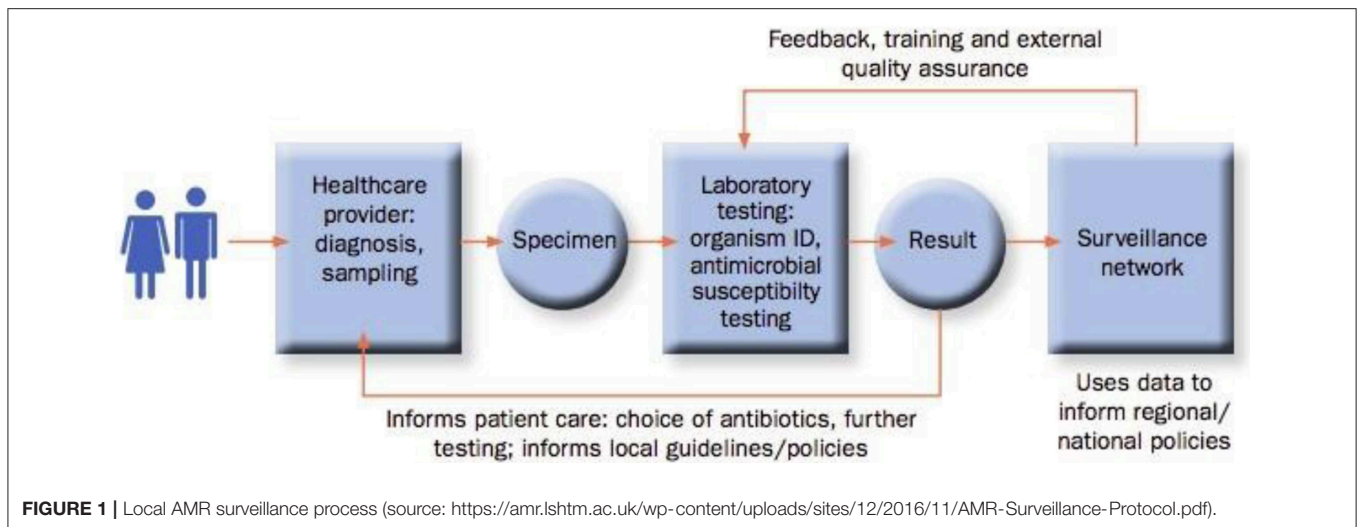 Feedback, training and external
quality assurance
Healthcare
provider:
diagnosis,
sampling
Specimen
Laboratory
testing:
organism ID,
antimicrobial
susceptibilty
testing
Result
Surveillance
network
Informs patient care: choice of antibiotics, further
testing; informs local guidelines/policies
Uses data to
inform regional/
national policies
FIGURE 1 | Local AMR surveillance process (source: https://amr.lshtm.ac.uk/wp-content/uploads/sites/12/2016/11/AMR-Surveillance-Protocol.pdf).